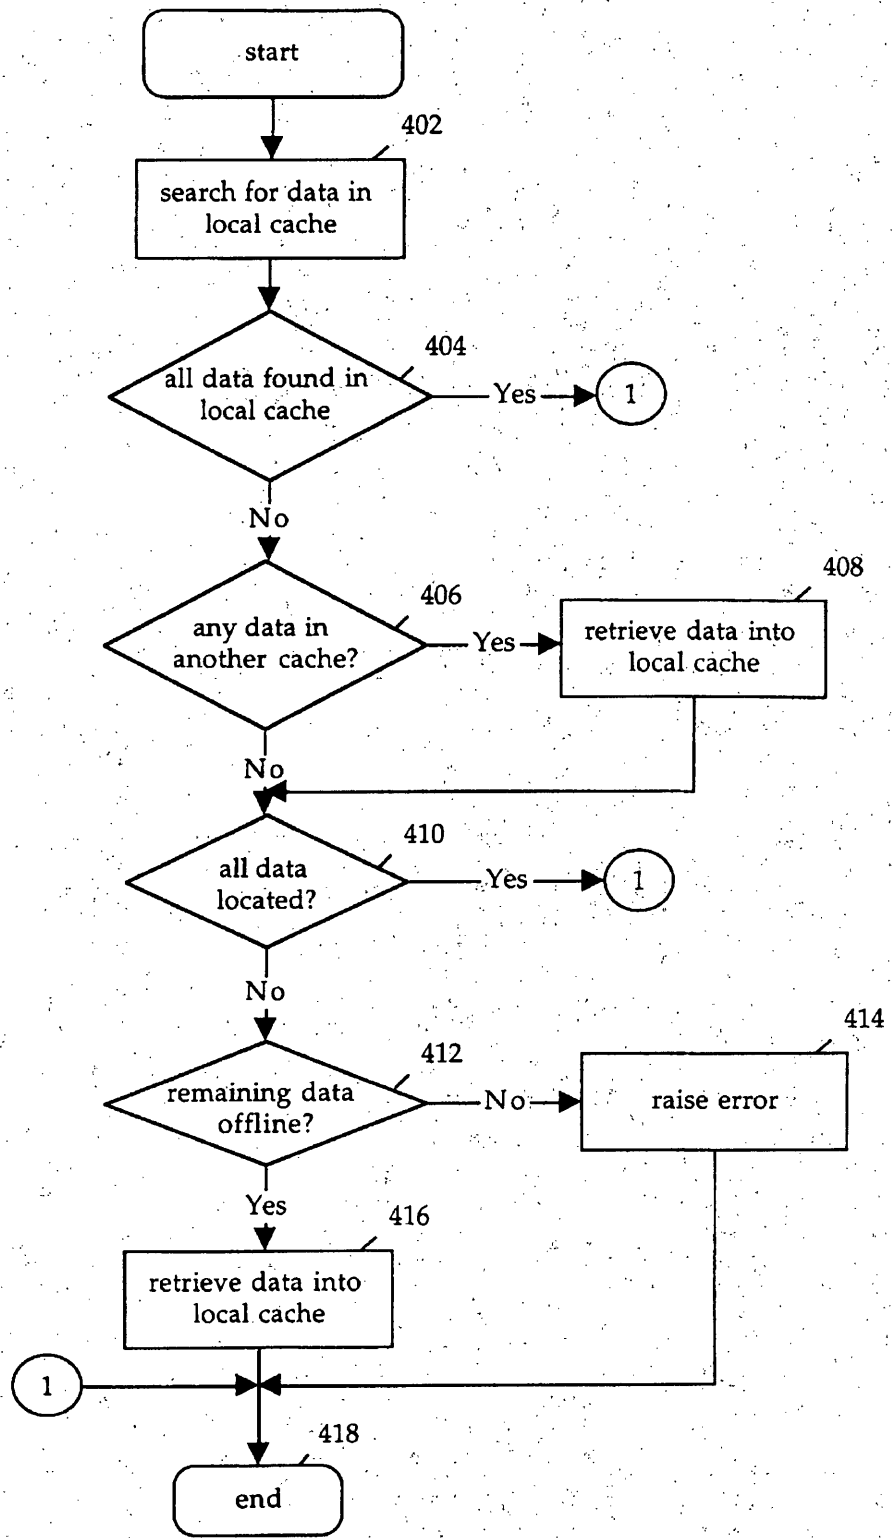 start
402
search for data in
local cache
404
all data found in
local cache
Yes
1
No
406
any data in
another cache?
Yes
408
retrieve data into
local cache
No
410
all data
located?
Yes
1
No
412
remaining data
offline?
No
414
raise error
Yes
416
retrieve data into
local cache
1
418
end